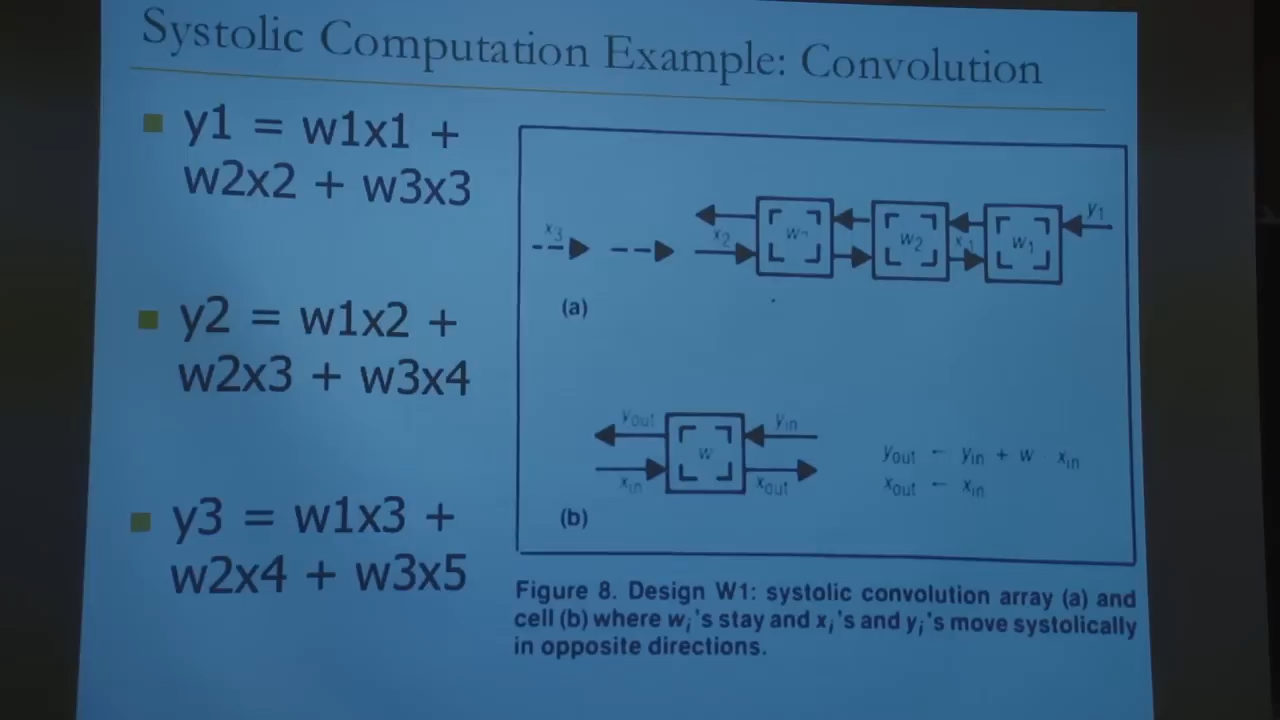 Systolic Computation Example: Convolution
y1 = w1x1 +
w2x2 + w3x3
y2 = w1x2 +
w2x3 + w3x4
y3 = w1x3 +
w2x4 + w3x5
x3
x2
w2
x1
w1
y1
(a)
yout
yin
w
xin
xout
yout ← yin + w · xin
xout ← xin
(b)
Figure 8. Design W1: systolic convolution array (a) and
cell (b) where wi's stay and xi's and yi's move systolically
in opposite directions.